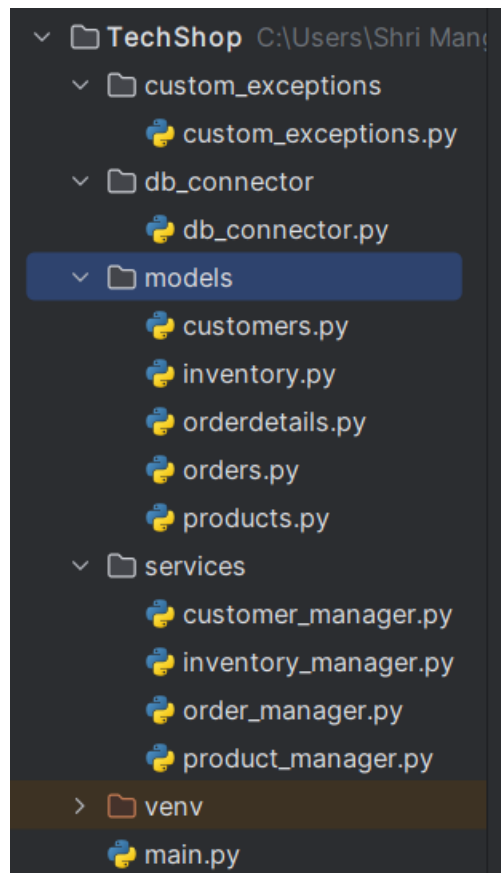 TechShop C:\Users\Shri Mang
custom_exceptions
custom_exceptions.py
db_connector
db_connector.py
models
customers.py
inventory.py
orderdetails.py
orders.py
products.py
services
customer_manager.py
inventory_manager.py
order_manager.py
product_manager.py
venv
main.py